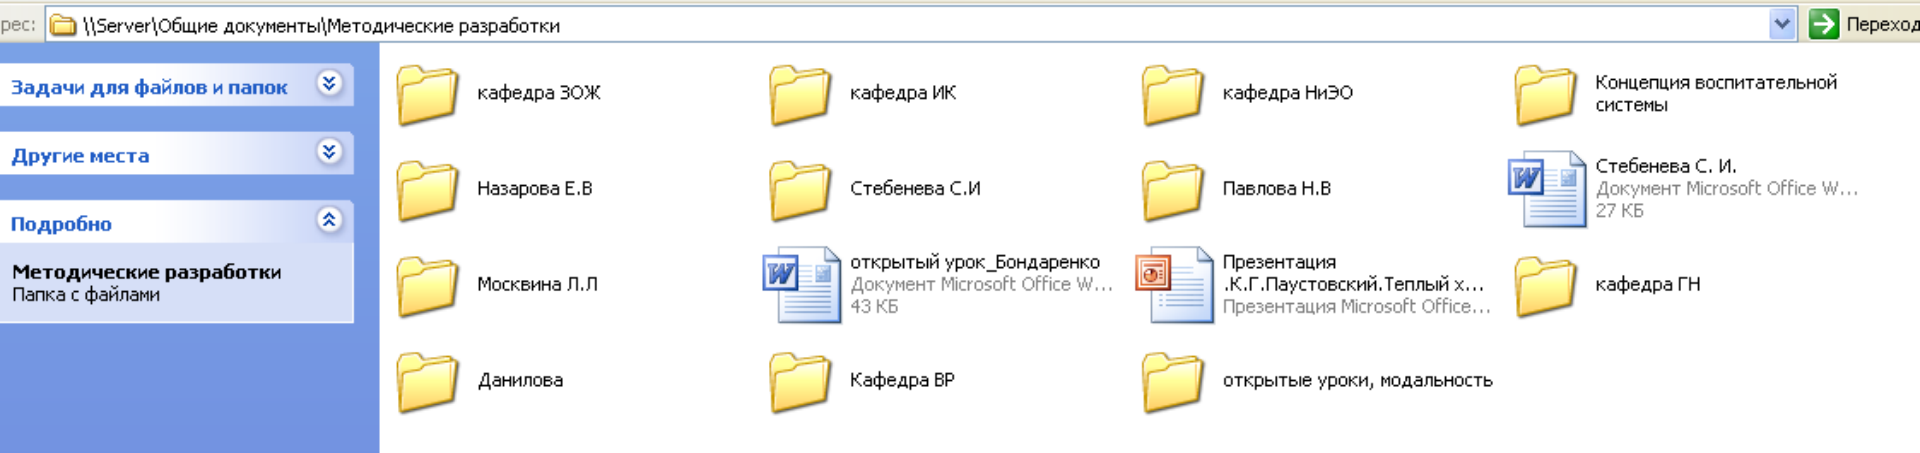 рес: \\Server\Общие документы\Методические разработки Переход
Задачи для файлов и папок
Другие места
Подробно
Методические разработки
Папка с файлами
кафедра ЗОЖ
кафедра ИК
кафедра НиЭО
Концепция воспитательной
системы
Назарова Е.В
Стебенева С.И
Павлова Н.В
Стебенева С. И.
Документ Microsoft Office W...
27 КБ
Москвина Л.Л
открытый урок_Бондаренко
Документ Microsoft Office W...
43 КБ
Презентация
.К.Г.Паустовский.Теплый х...
Презентация Microsoft Office...
кафедра ГН
Данилова
Кафедра ВР
открытые уроки, модальность